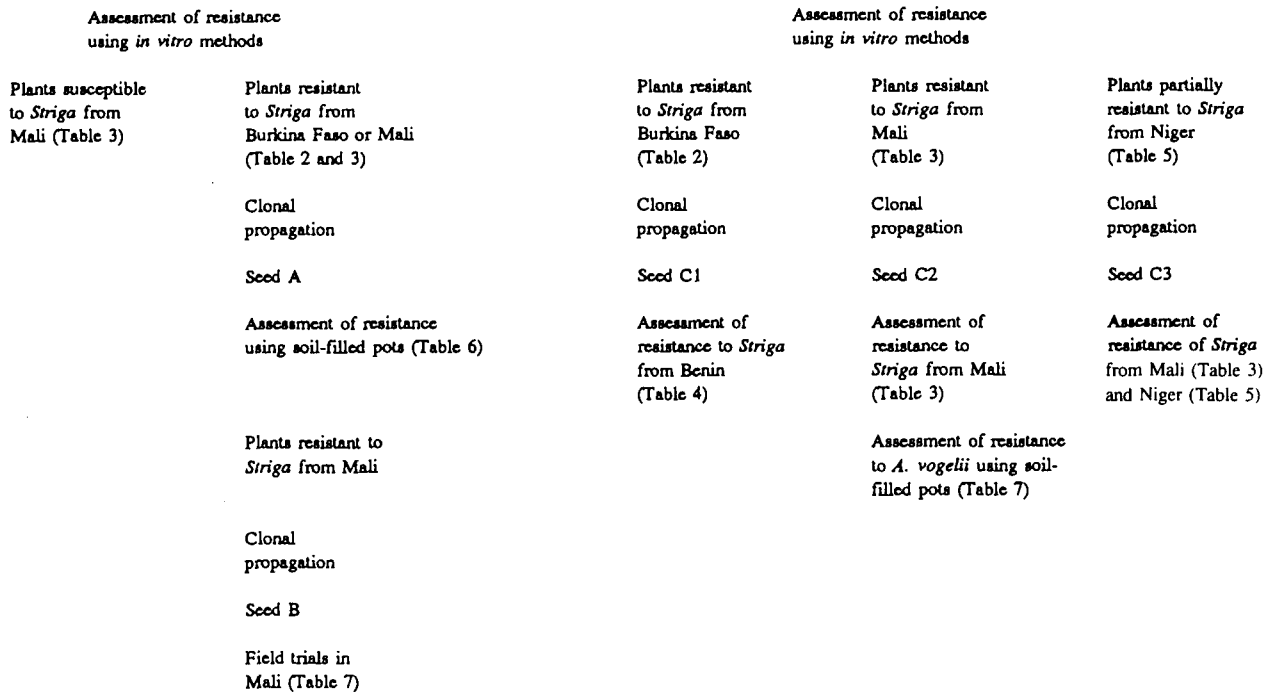 Assessment of resistance
using in vitro methods
Plants susceptible
to Striga from
Mali (Table 3)
Plants resistant
to Striga from
Burkina Faso or Mali
(Table 2 and 3)
Clonal
propagation
Seed A
Assessment of resistance
using soil-filled pots (Table 6)
Plants resistant to
Striga from Mali
Clonal
propagation
Seed B
Field trials in
Mali (Table 7)
Assessment of resistance
using in vitro methods
Plants resistant
to Striga from
Burkina Faso
(Table 2)
Clonal
propagation
Seed C1
Assessment of
resistance to Striga
from Benin
(Table 4)
Plants resistant
to Striga from
Mali
(Table 3)
Clonal
propagation
Seed C2
Assessment of
resistance to
Striga from Mali
(Table 3)
Assessment of resistance
to A. vogelii using soil-
filled pots (Table 7)
Plants partially
resistant to Striga
from Niger
(Table 5)
Clonal
propagation
Seed C3
Assessment of
resistance of Striga
from Mali (Table 3)
and Niger (Table 5)